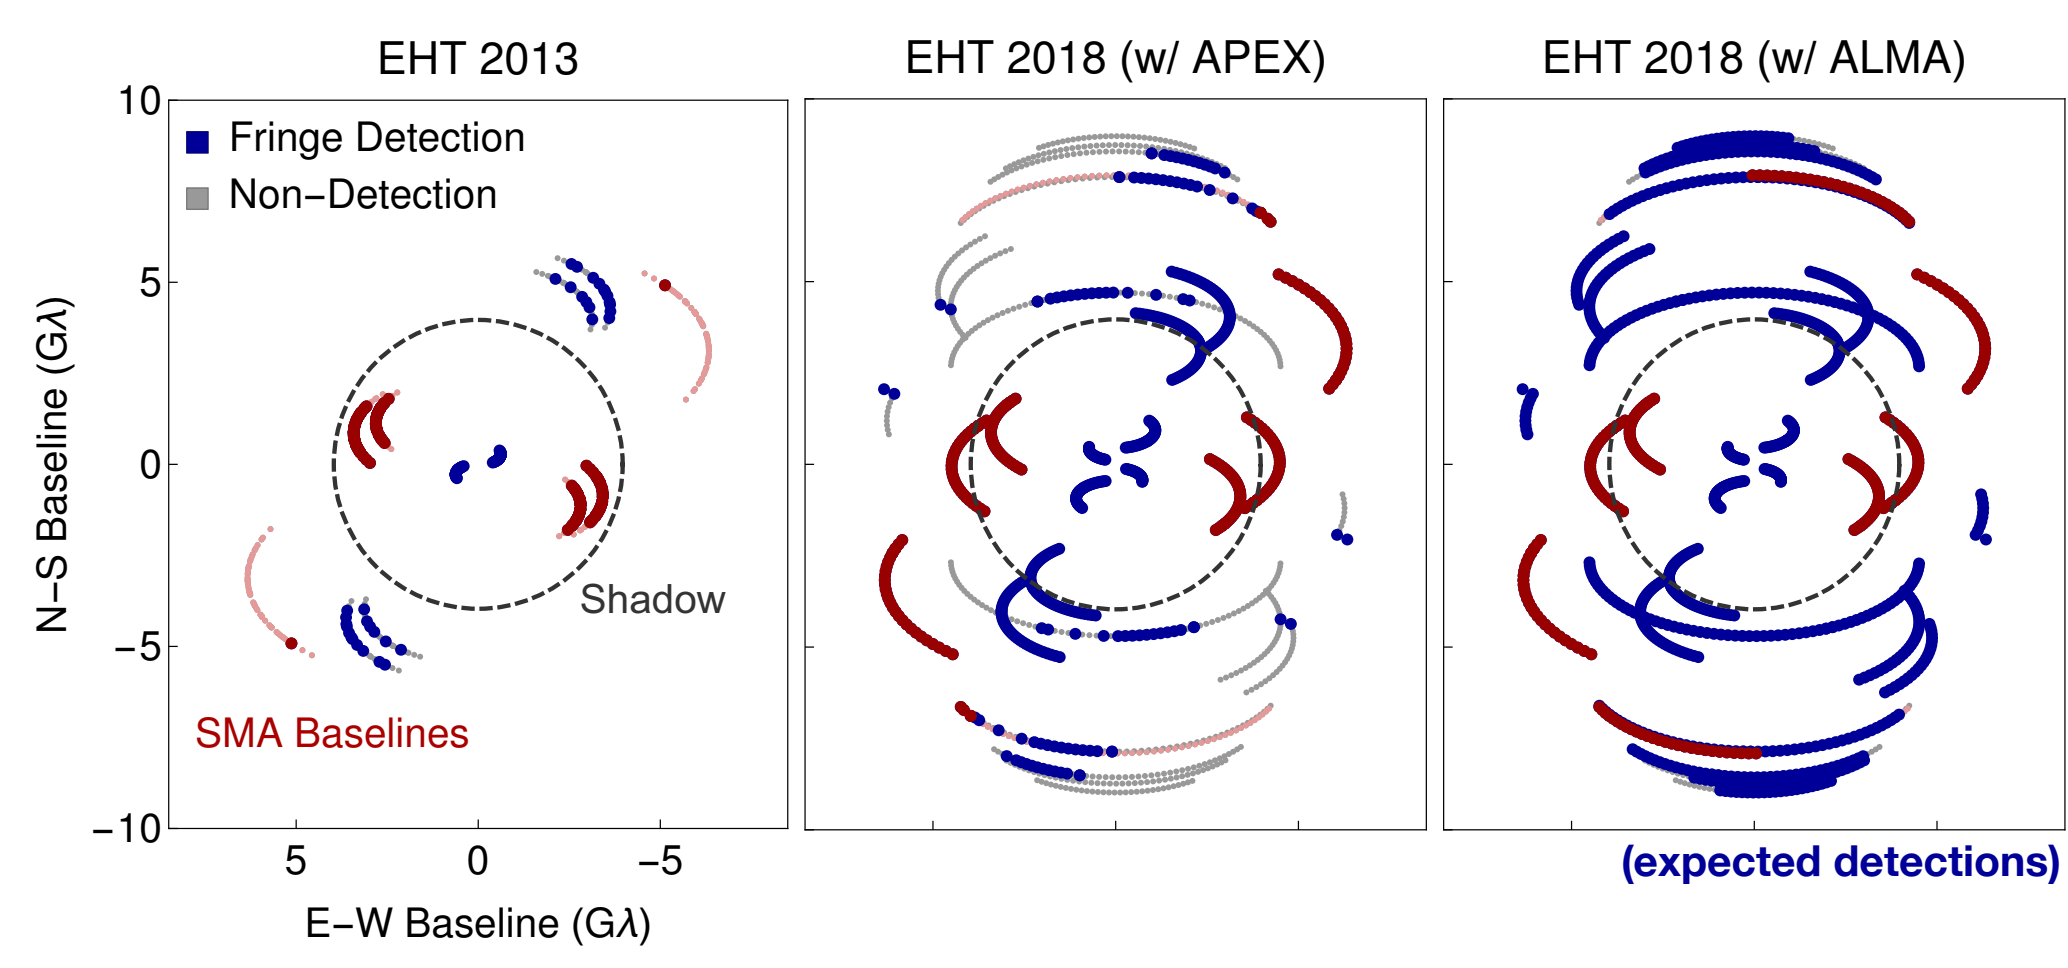 EHT 2013
EHT 2018 (w/ APEX)
EHT 2018 (w/ ALMA)
10
5
0
−5
−10
N−S Baseline (Gλ)
Fringe Detection
Non−Detection
Shadow
SMA Baselines
5
0
−5
E−W Baseline (Gλ)
(expected detections)